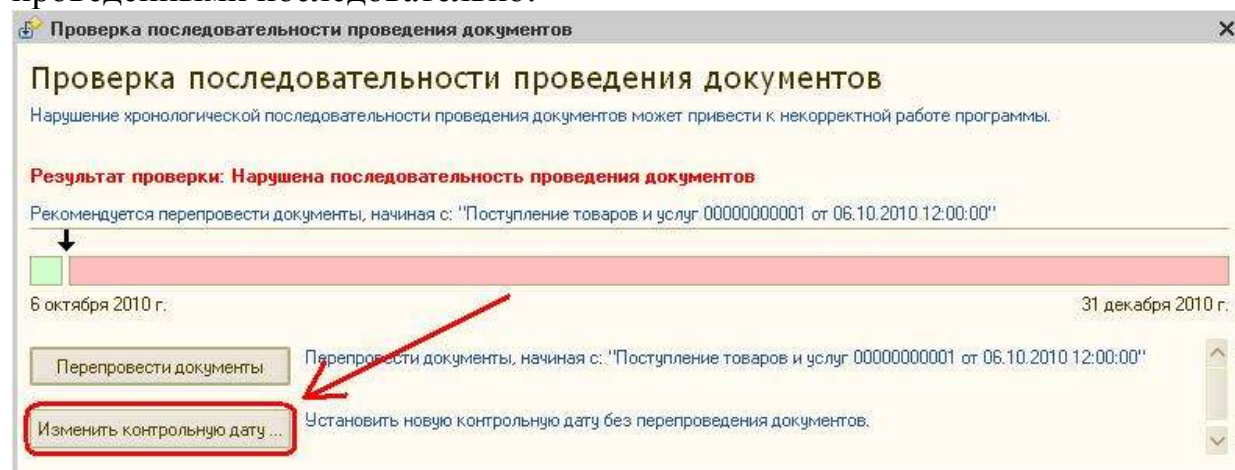 проведенными последовательно.
Проверка последовательности проведения документов
Проверка последовательности проведения документов
Нарушение хронологической последовательности проведения документов может привести к некорректной работе программы.
Результат проверки: Нарушена последовательность проведения документов
Рекомендуется перепровести документы, начиная с: "Поступление товаров и услуг 00000000001 от 06.10.2010 12:00:00"
6 октября 2010 г.
31 декабря 2010 г.
Перепровести документы
Перепровести документы, начиная с: "Поступление товаров и услуг 00000000001 от 06.10.2010 12:00:00"
Изменить контрольную дату ...
Установить новую контрольную дату без перепроведения документов.